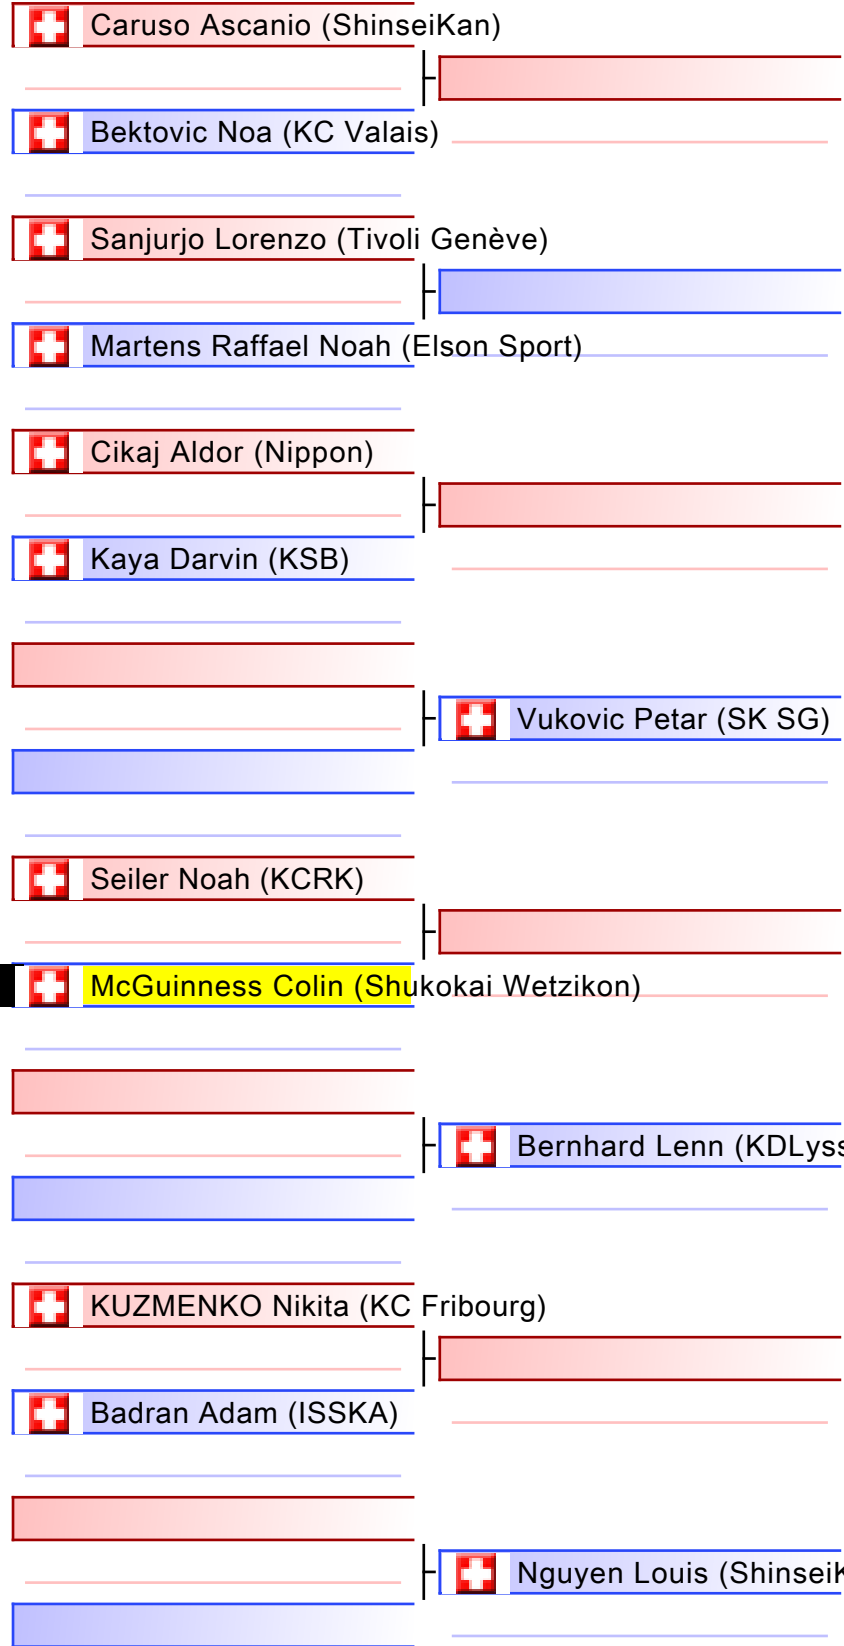 Caruso Ascanio (ShinseiKan)
Bektovic Noa (KC Valais)
Sanjurjo Lorenzo (Tivoli Genève)
Martens Raffael Noah (Elson Sport)
Cikaj Aldor (Nippon)
Kaya Darvin (KSB)
Vukovic Petar (SK SG)
Seiler Noah (KCRK)
McGuinness Colin (Shukokai Wetzikon)
Bernhard Lenn (KDLyss
KUZMENKO Nikita (KC Fribourg)
Badran Adam (ISSKA)
Nguyen Louis (ShinseiK